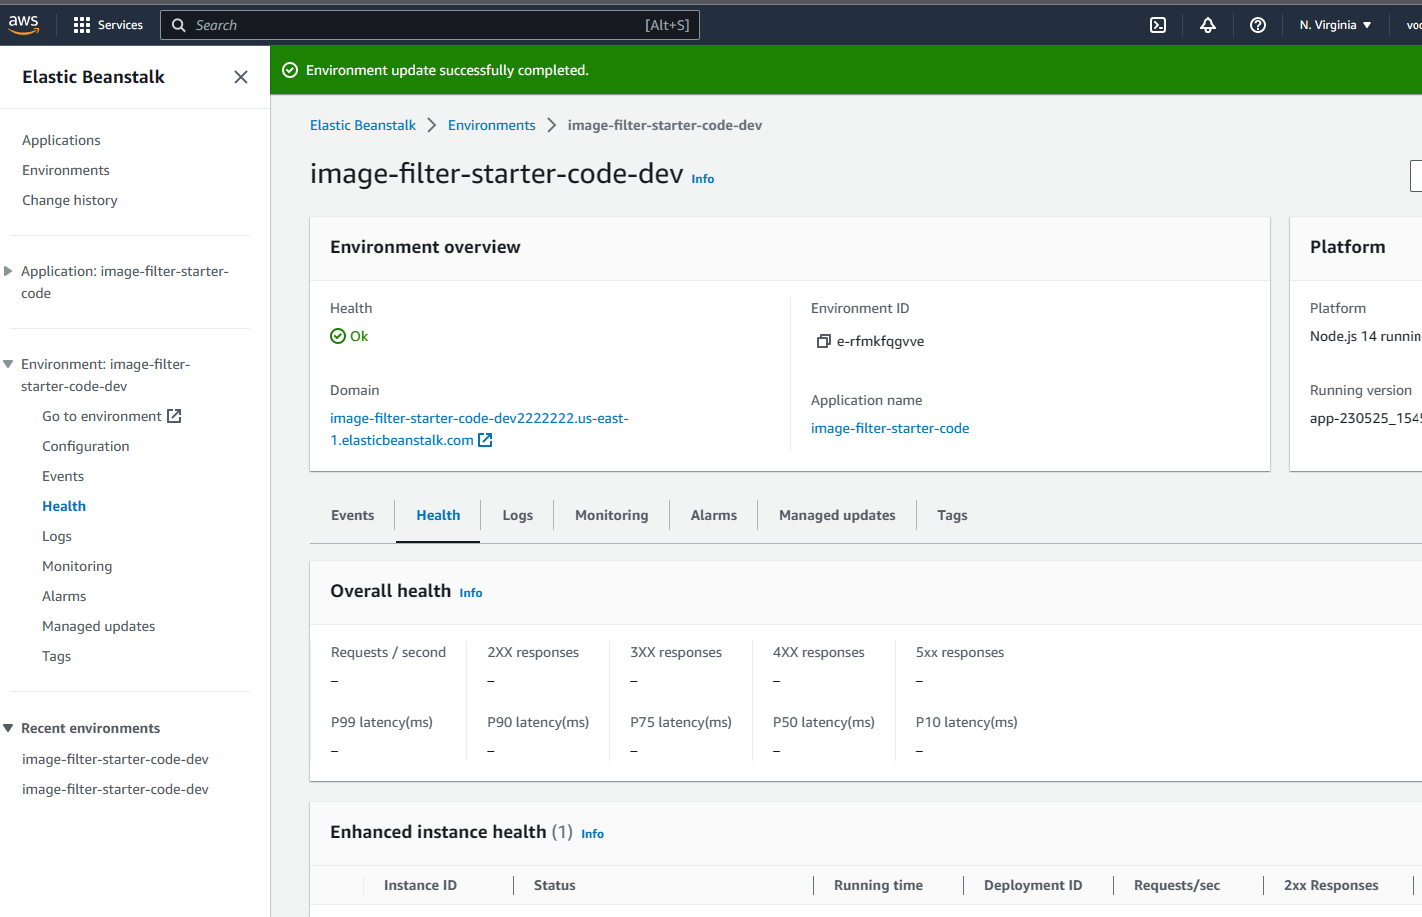 aws
Services
Search
[Alt+S]
N. Virginia
voc
Elastic Beanstalk
Applications
Environments
Change history
Application: image-filter-starter-
code
Environment: image-filter-
starter-code-dev
Go to environment
Configuration
Events
Health
Logs
Monitoring
Alarms
Managed updates
Tags
Recent environments
image-filter-starter-code-dev
image-filter-starter-code-dev
Environment update successfully completed.
Elastic Beanstalk > Environments > image-filter-starter-code-dev
image-filter-starter-code-dev Info
Environment overview
Health
Ok
Domain
image-filter-starter-code-dev2222222.us-east-
1.elasticbeanstalk.com
Environment ID
e-rfmkfqgvve
Application name
image-filter-starter-code
Platform
Platform
Node.js 14 runnin
Running version
app-230525_1545
Events Health Logs Monitoring Alarms Managed updates Tags
Overall health Info
Requests / second 2XX responses 3XX responses 4XX responses 5xx responses
– – – – –
P99 latency(ms) P90 latency(ms) P75 latency(ms) P50 latency(ms) P10 latency(ms)
– – – – –
Enhanced instance health (1) Info
Instance ID Status Running time Deployment ID Requests/sec 2xx Responses